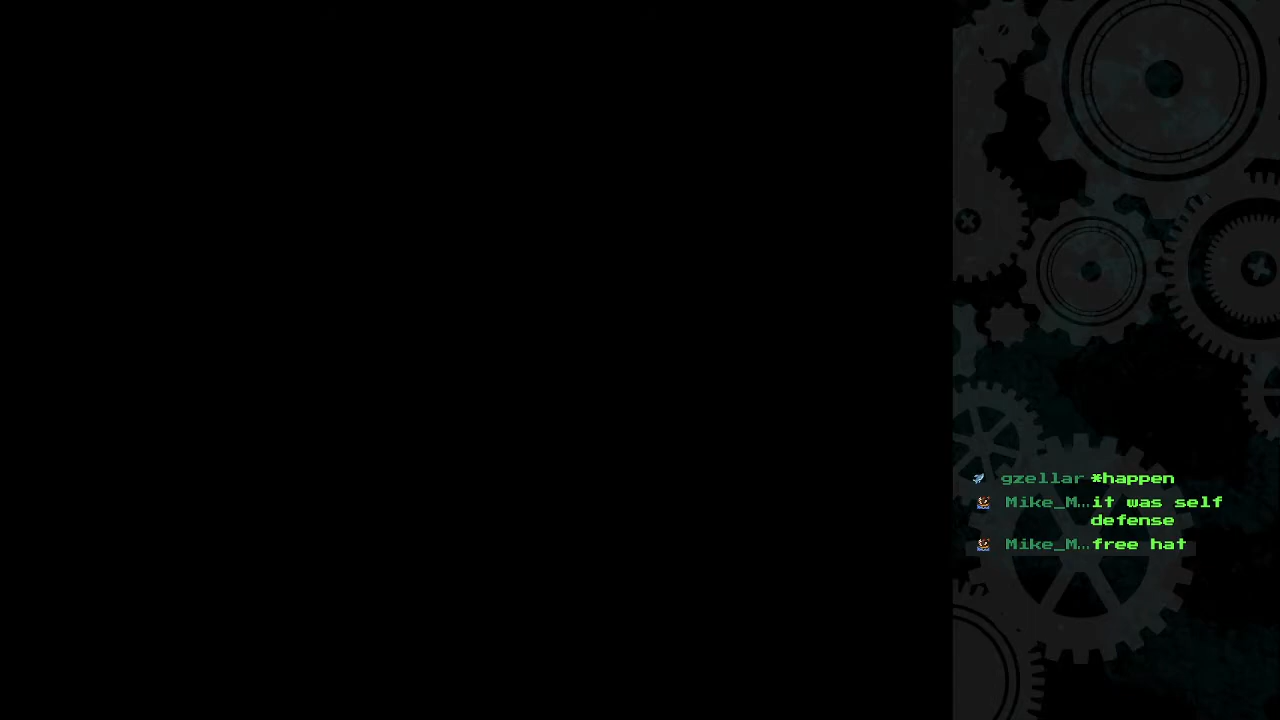 gzellar *happen
Mike_M… it was self
defense
Mike_M… free hat